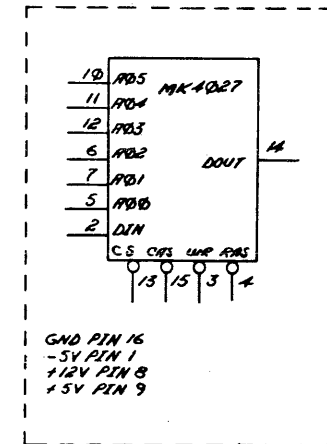 10 A05 MK4027
11 A04
12 A03
6 A02 DOUT 14
7 A01
5 A00
2 DIN
CS CAS WR RAS
13 15 3 4
GND PIN 16
-5V PIN 1
+12V PIN 8
+5V PIN 9